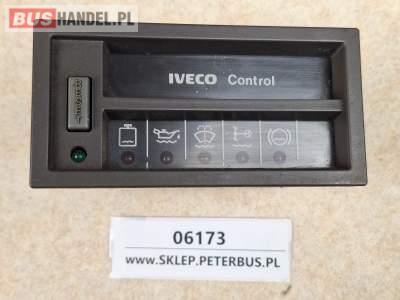 BUSHANDEL.PL
IVECO Control
06173
WWW.SKLEP.PETERBUS.PL